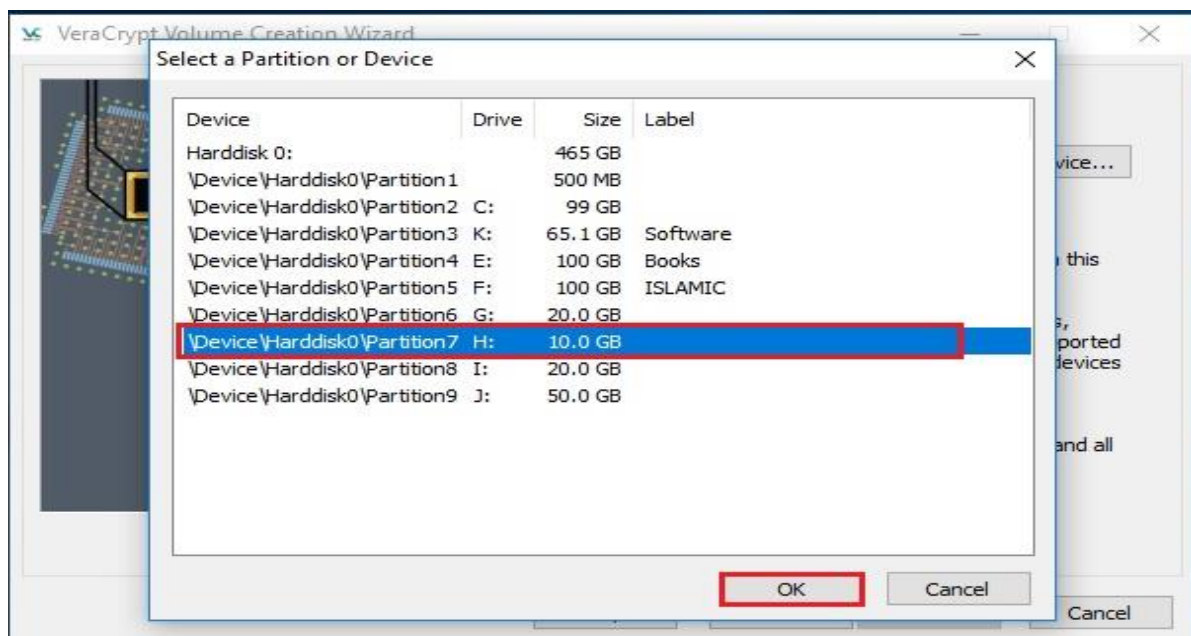 VeraCrypt Volume Creation Wizard
Select a Partition or Device
Device Drive Size Label
Harddisk 0: 465 GB
\Device\Harddisk0\Partition1 500 MB
\Device\Harddisk0\Partition2 C: 99 GB
\Device\Harddisk0\Partition3 K: 65.1 GB Software
\Device\Harddisk0\Partition4 E: 100 GB Books
\Device\Harddisk0\Partition5 F: 100 GB ISLAMIC
\Device\Harddisk0\Partition6 G: 20.0 GB
\Device\Harddisk0\Partition7 H: 10.0 GB
\Device\Harddisk0\Partition8 I: 20.0 GB
\Device\Harddisk0\Partition9 J: 50.0 GB
vice...
this
s,
ported
devices
and all
OK Cancel
Cancel